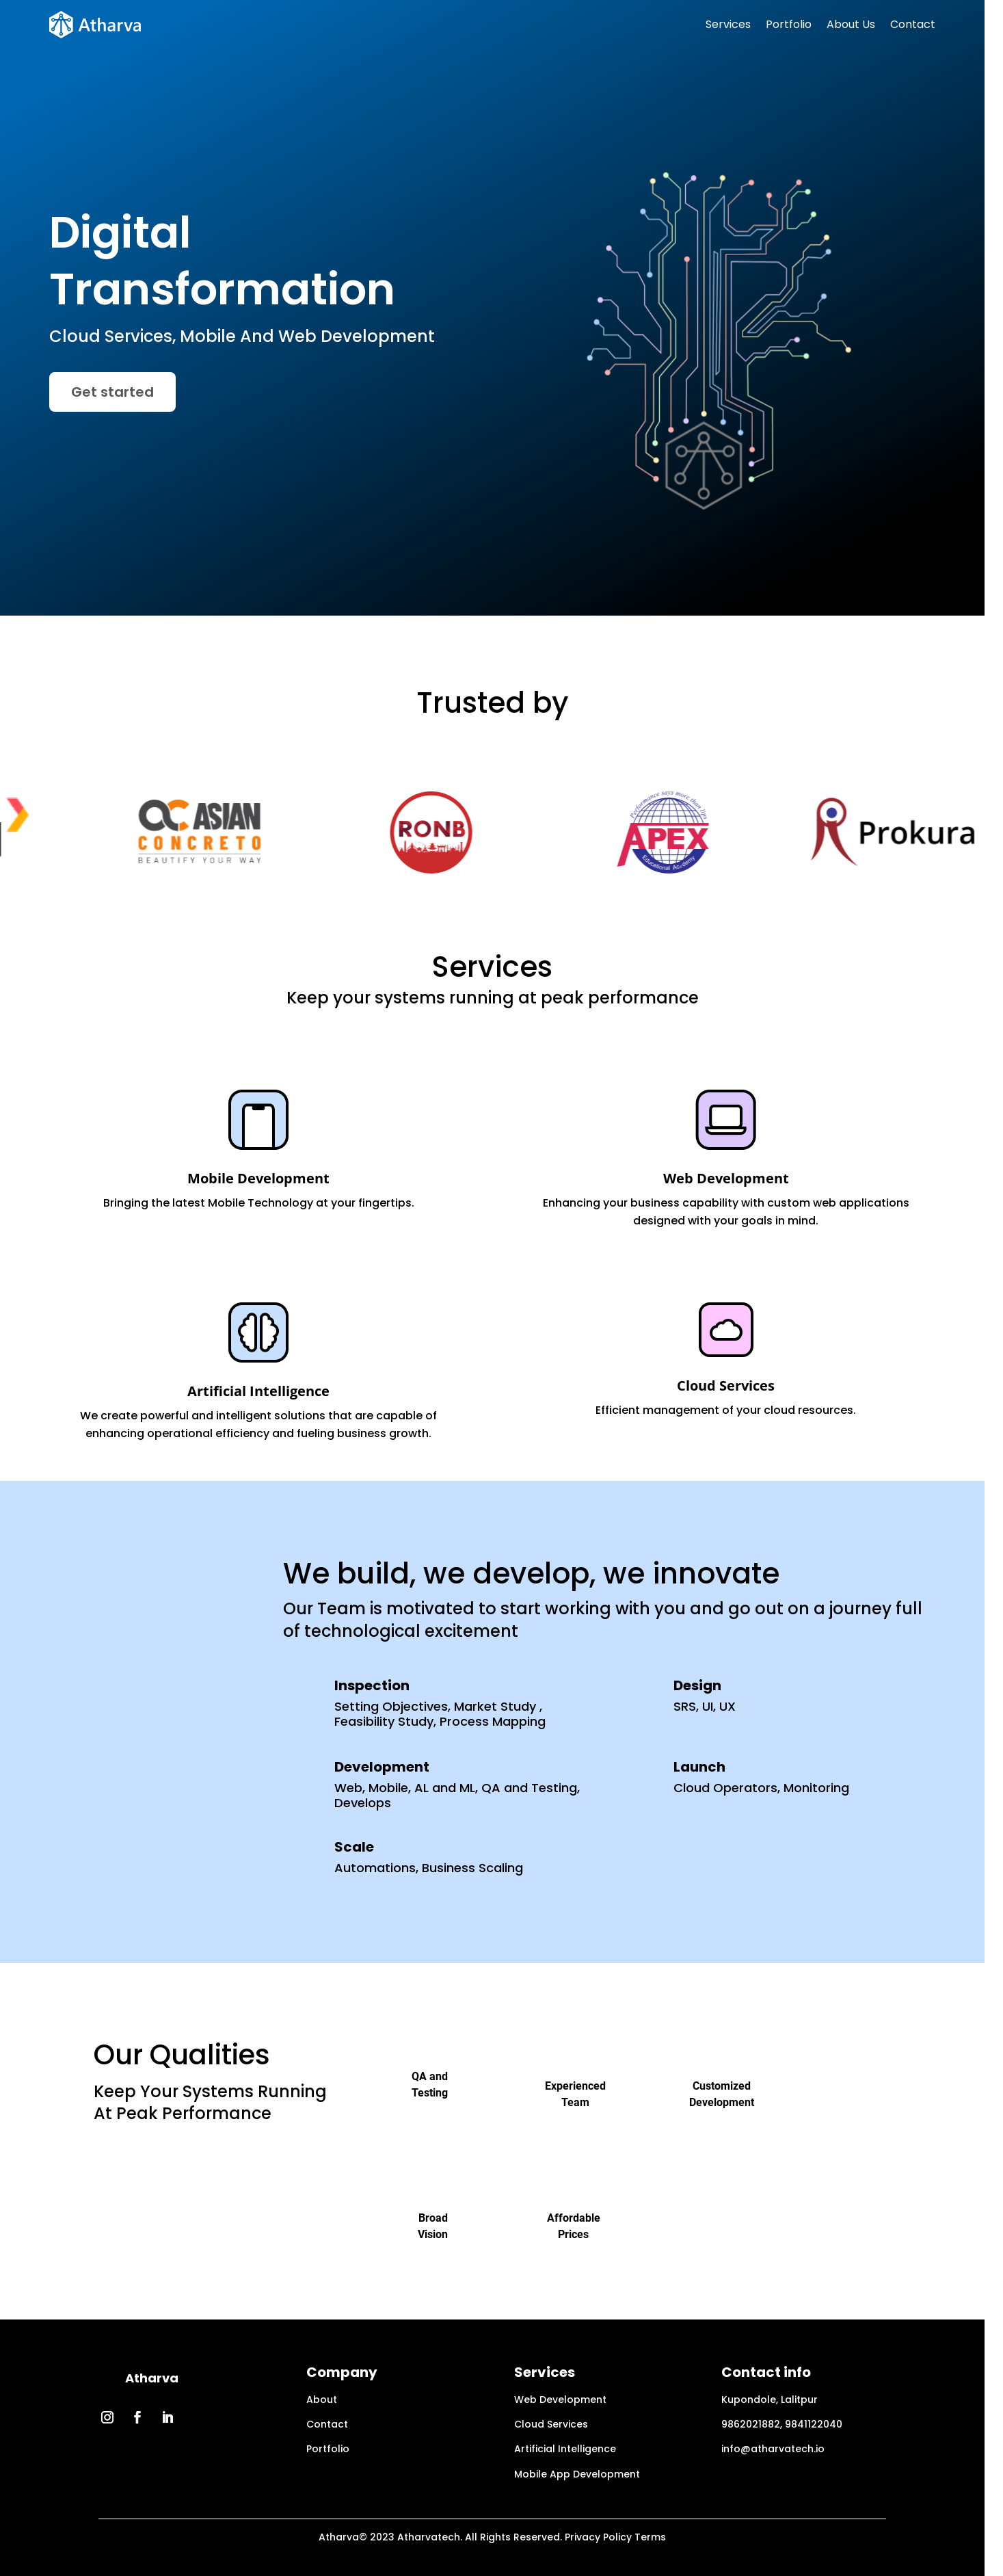 Atharva
Services Portfolio About Us Contact
Digital
Transformation
Cloud Services, Mobile And Web Development
Get started
Trusted by
AC ASIAN
CONCRETO
BEAUTIFY YOUR WAY
RONB
Performance says more than lips
APEX
Educational Academy
Prokura
Services
Keep your systems running at peak performance
Mobile Development
Bringing the latest Mobile Technology at your fingertips.
Web Development
Enhancing your business capability with custom web applications
designed with your goals in mind.
Artificial Intelligence
We create powerful and intelligent solutions that are capable of
enhancing operational efficiency and fueling business growth.
Cloud Services
Efficient management of your cloud resources.
We build, we develop, we innovate
Our Team is motivated to start working with you and go out on a journey full
of technological excitement
Inspection
Setting Objectives, Market Study ,
Feasibility Study, Process Mapping
Design
SRS, UI, UX
Development
Web, Mobile, AL and ML, QA and Testing,
Develops
Launch
Cloud Operators, Monitoring
Scale
Automations, Business Scaling
Our Qualities
Keep Your Systems Running
At Peak Performance
QA and
Testing
Experienced
Team
Customized
Development
Broad
Vision
Affordable
Prices
Atharva
Company
About
Contact
Portfolio
Services
Web Development
Cloud Services
Artificial Intelligence
Mobile App Development
Contact info
Kupondole, Lalitpur
9862021882, 9841122040
info@atharvatech.io
Atharva© 2023 Atharvatech. All Rights Reserved. Privacy Policy Terms